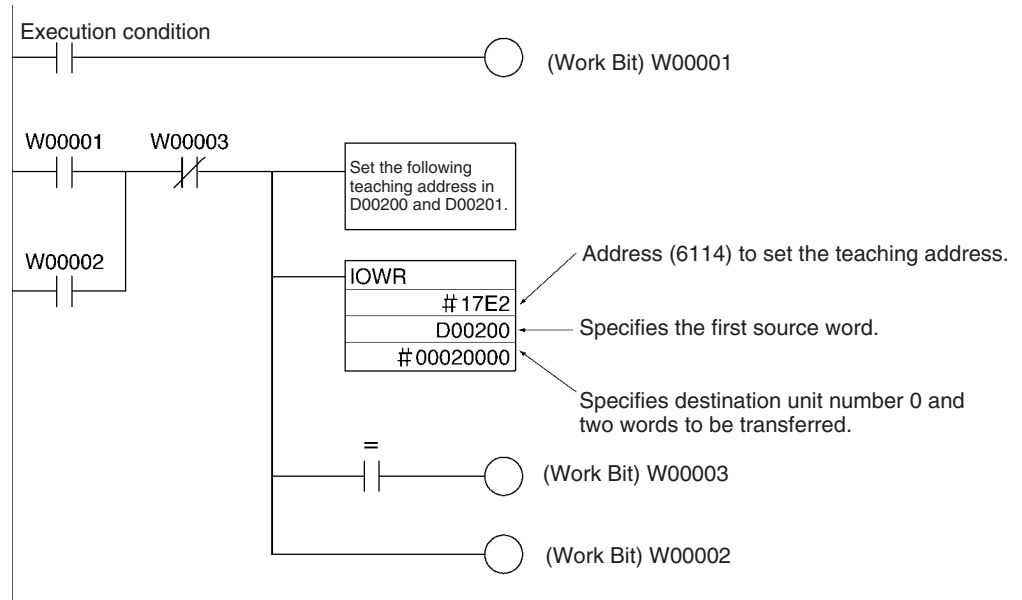 Execution condition
(Work Bit) W00001
W00001
W00003
Set the following
teaching address in
D00200 and D00201.
W00002
Address (6114) to set the teaching address.
IOWR
#17E2
D00200
Specifies the first source word.
#00020000
Specifies destination unit number 0 and
two words to be transferred.
=
(Work Bit) W00003
(Work Bit) W00002